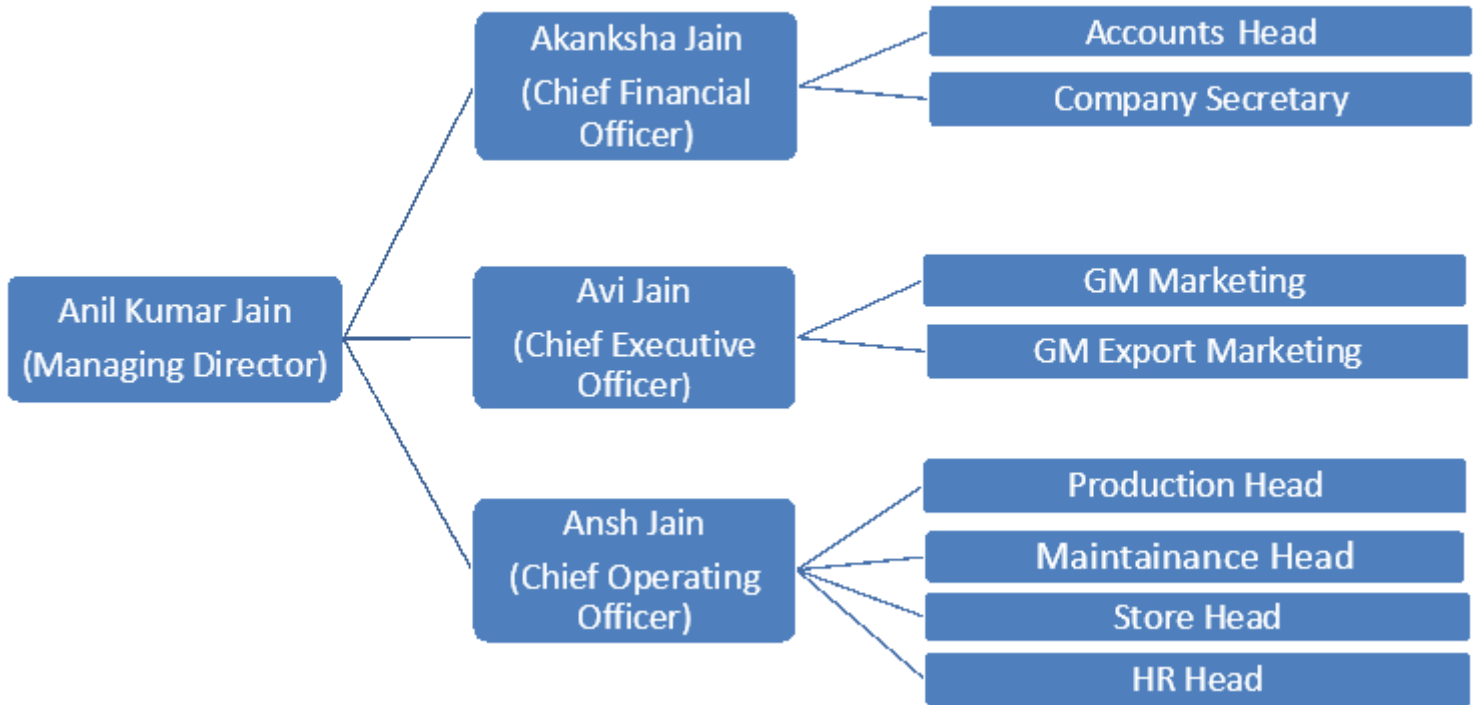 Anil Kumar Jain
(Managing Director)
Akanksha Jain
(Chief Financial
Officer)
Accounts Head
Company Secretary
Avi Jain
(Chief Executive
Officer)
GM Marketing
GM Export Marketing
Ansh Jain
(Chief Operating
Officer)
Production Head
Maintainance Head
Store Head
HR Head